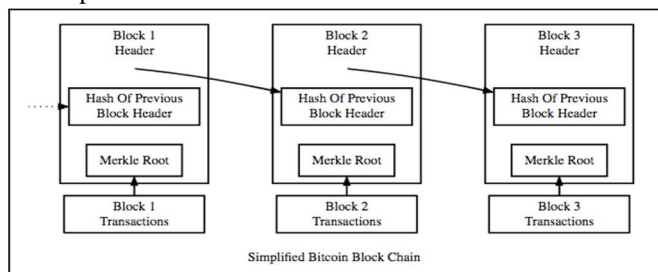 Block 1
Header
Block 2
Header
Block 3
Header
Hash Of Previous
Block Header
Hash Of Previous
Block Header
Hash Of Previous
Block Header
Merkle Root
Merkle Root
Merkle Root
Block 1
Transactions
Block 2
Transactions
Block 3
Transactions
Simplified Bitcoin Block Chain